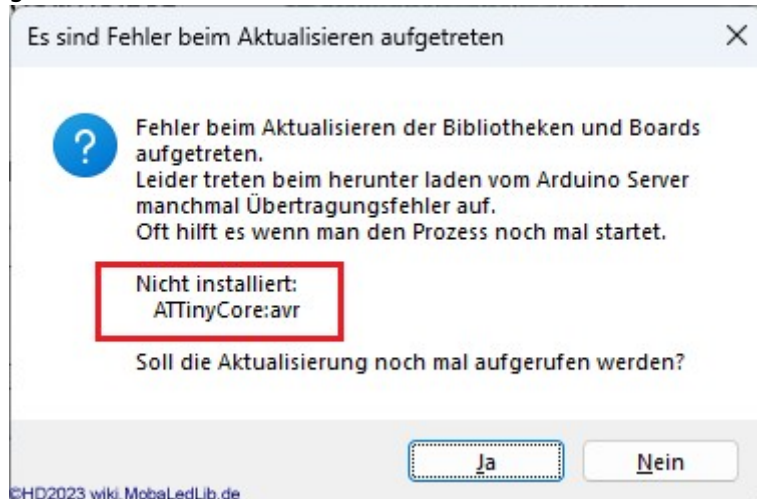 Es sind Fehler beim Aktualisieren aufgetreten
Fehler beim Aktualisieren der Bibliotheken und Boards
aufgetreten.
Leider treten beim herunter laden vom Arduino Server
manchmal Übertragungsfehler auf.
Oft hilft es wenn man den Prozess noch mal startet.
Nicht installiert:
ATTinyCore:avr
Soll die Aktualisierung noch mal aufgerufen werden?
Ja
Nein
©HD2023 wiki.MobaLedLib.de